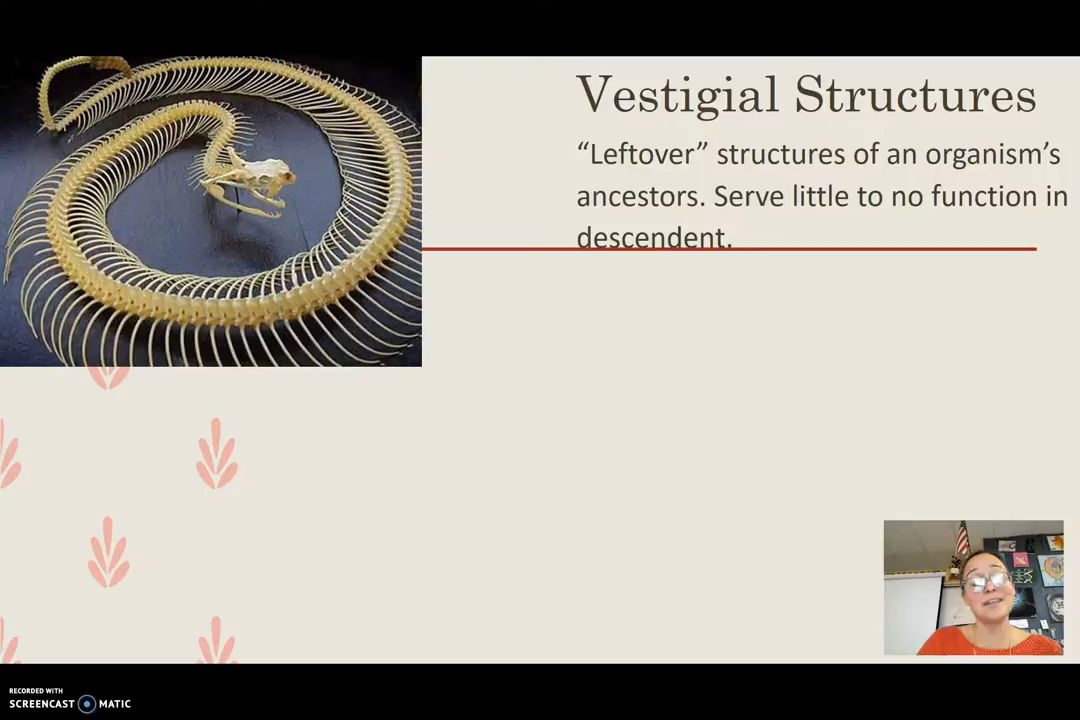 Vestigial Structures
“Leftover” structures of an organism’s
ancestors. Serve little to no function in
descendent.
RECORDED WITH
SCREENCAST MATIC